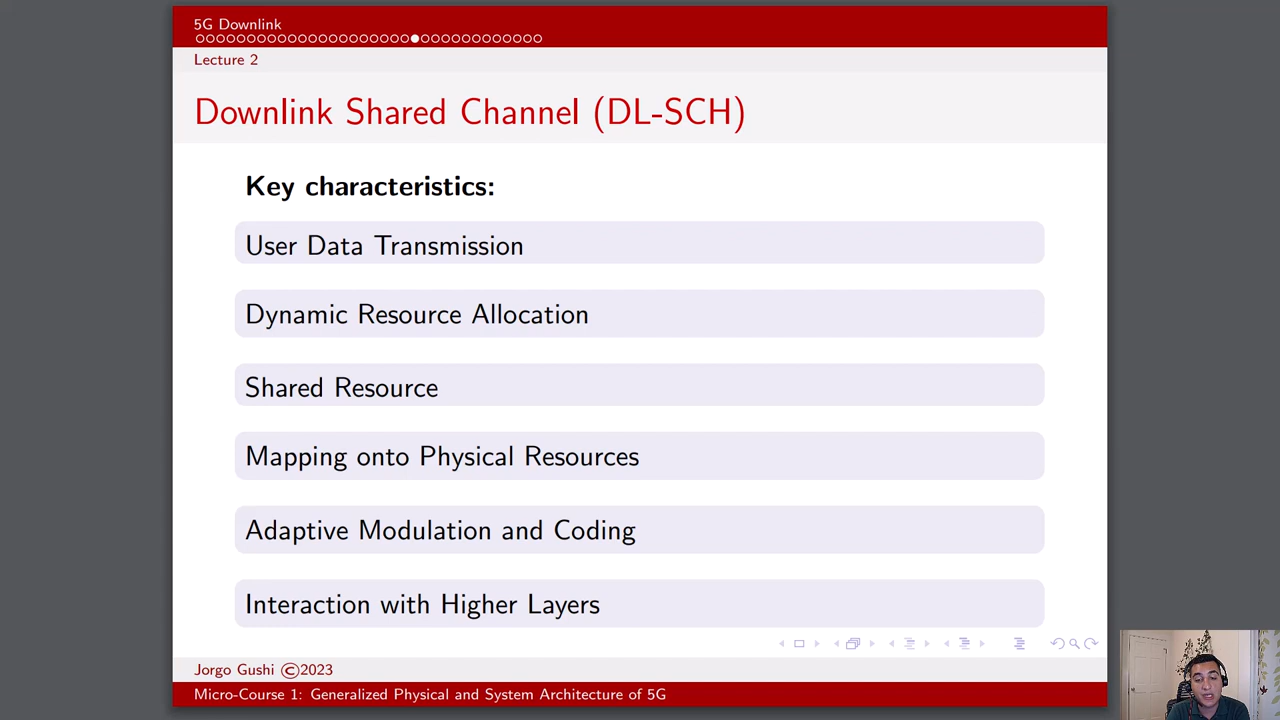 5G Downlink
Lecture 2
Downlink Shared Channel (DL-SCH)
Key characteristics:
User Data Transmission
Dynamic Resource Allocation
Shared Resource
Mapping onto Physical Resources
Adaptive Modulation and Coding
Interaction with Higher Layers
Jorgo Gushi ©2023
Micro-Course 1: Generalized Physical and System Architecture of 5G